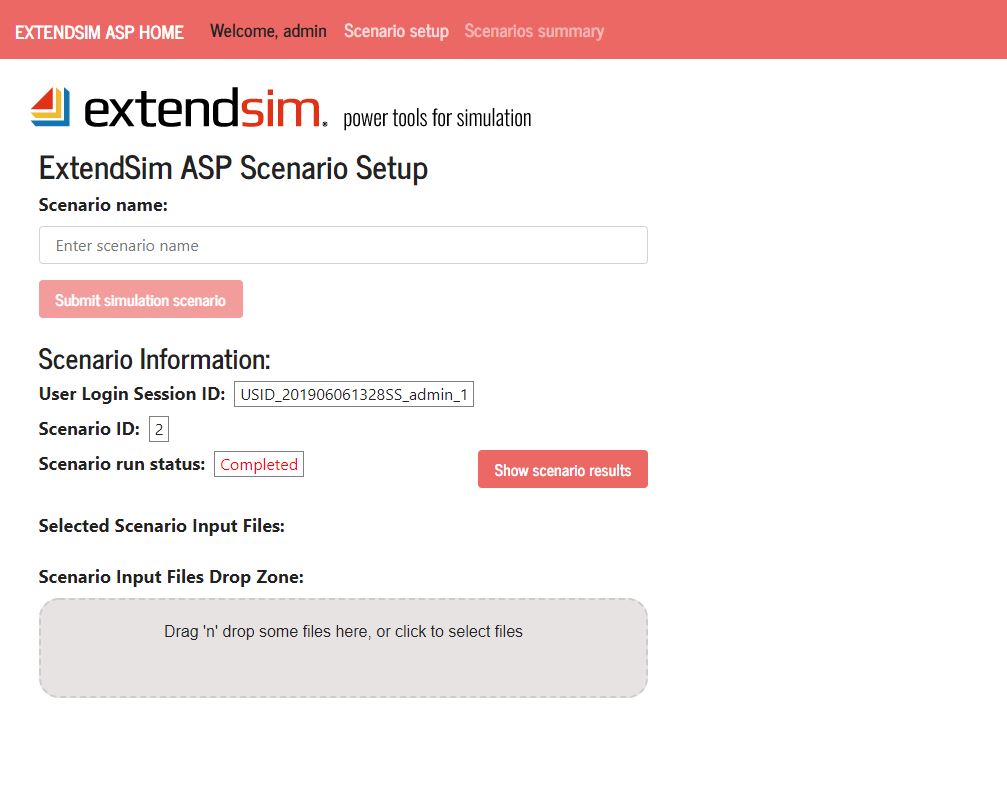 EXTENDSIM ASP HOME Welcome, admin Scenario setup Scenarios summary
extendsim® power tools for simulation
ExtendSim ASP Scenario Setup
Scenario name:
Enter scenario name
Submit simulation scenario
Scenario Information:
User Login Session ID: USID_201906061328SS_admin_1
Scenario ID: 2
Scenario run status: Completed Show scenario results
Selected Scenario Input Files:
Scenario Input Files Drop Zone:
Drag 'n' drop some files here, or click to select files